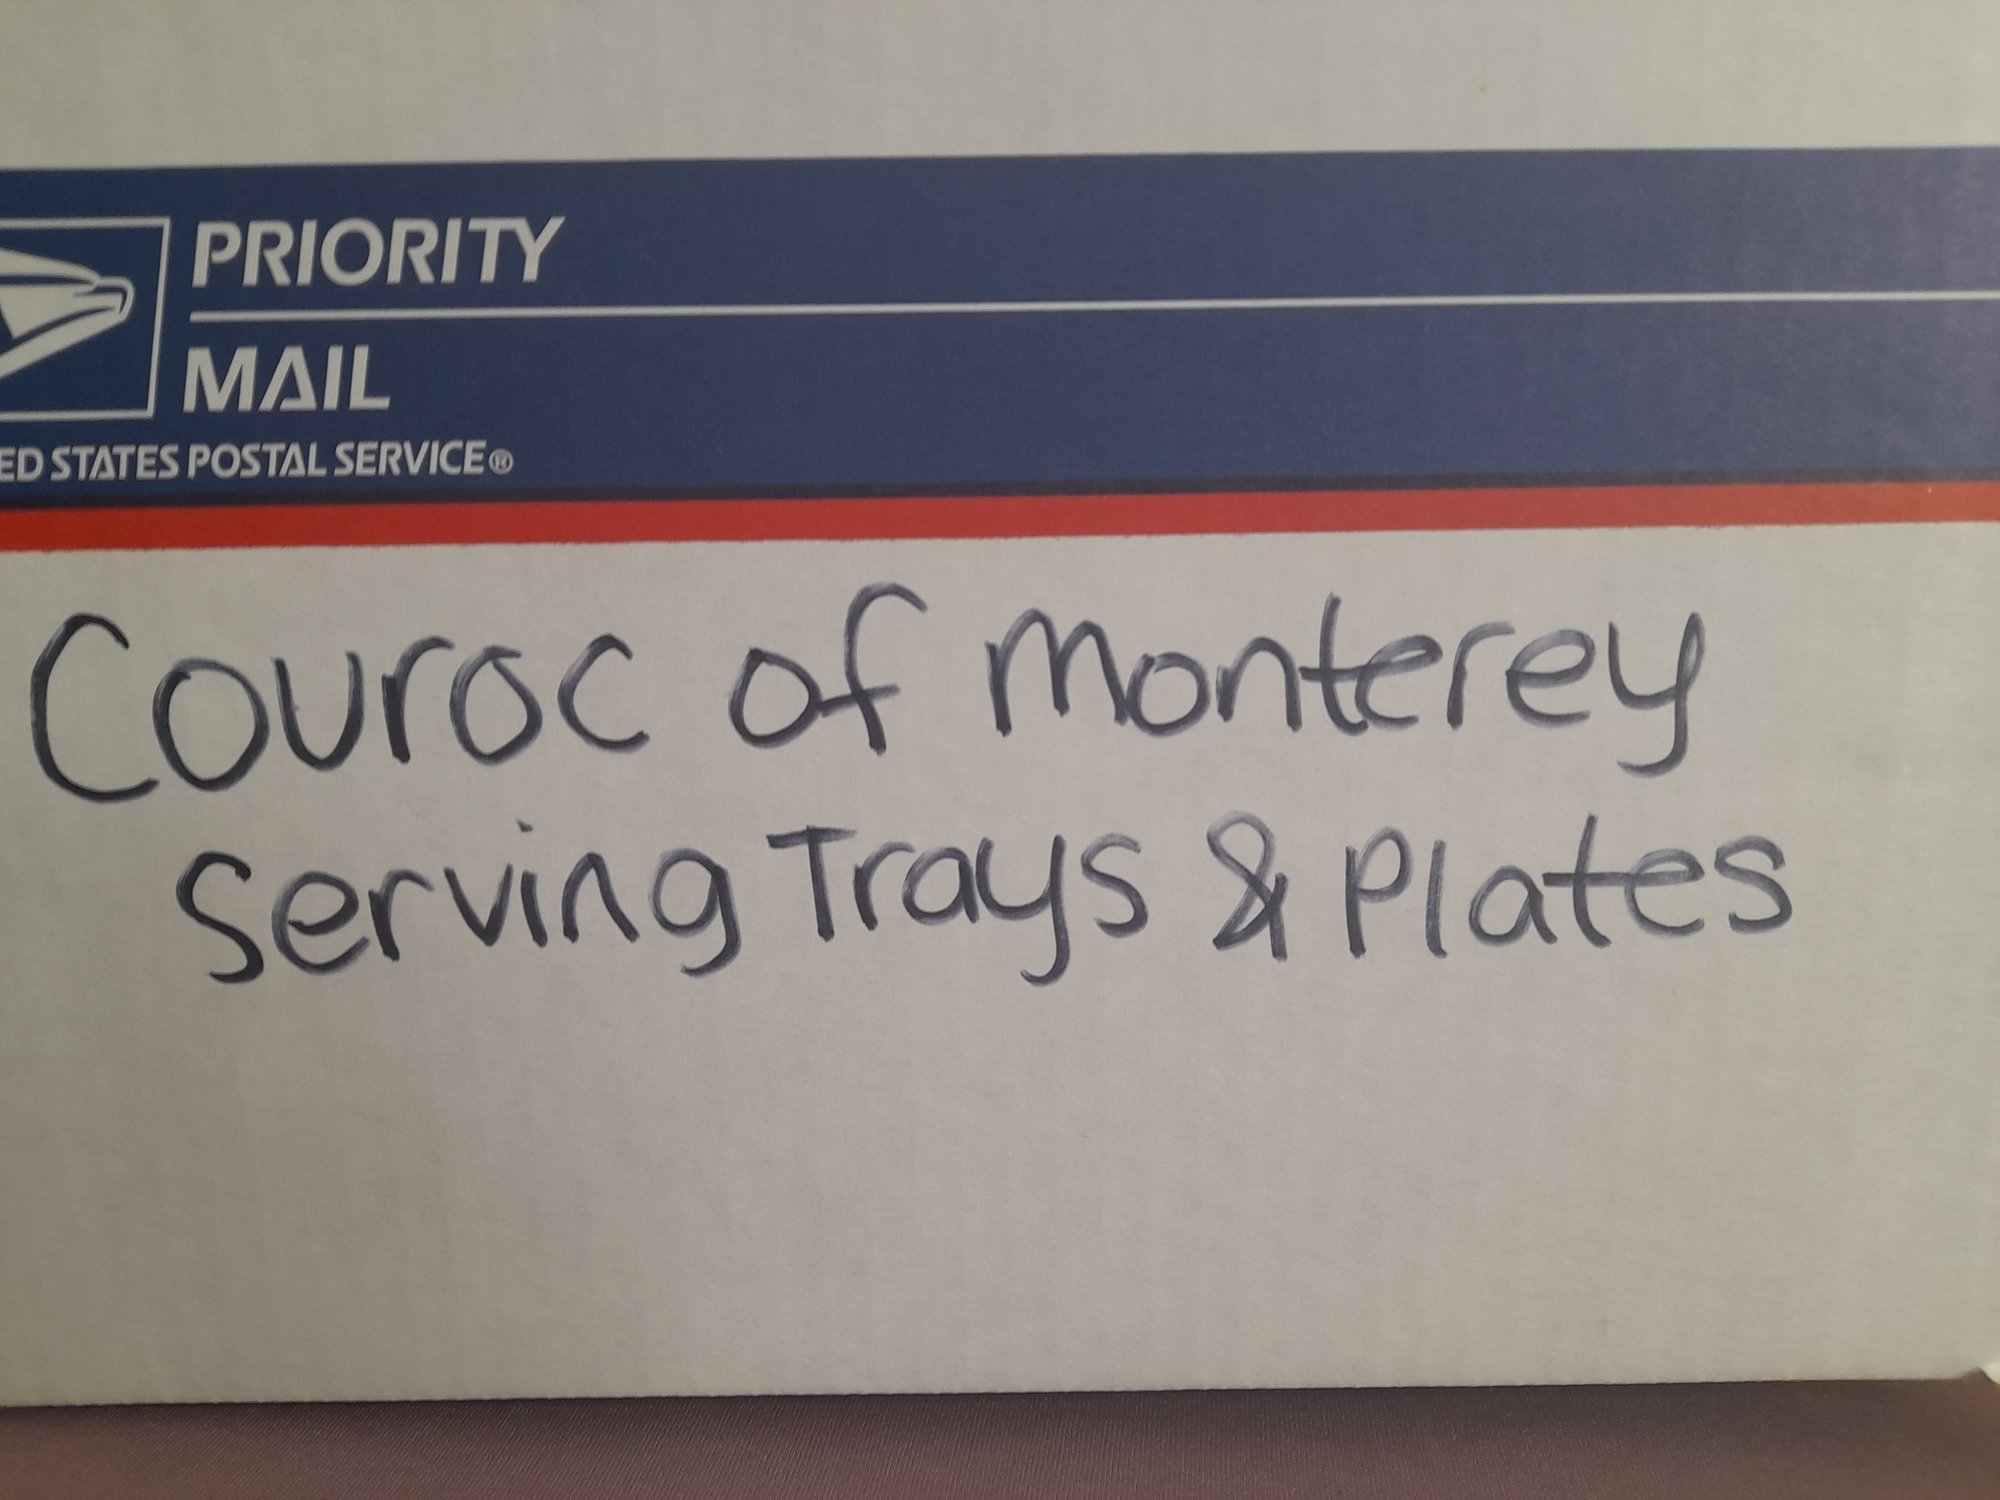 PRIORITY
MAIL
ED STATES POSTAL SERVICE®
Couroc of Monterey
Serving Trays & Plates